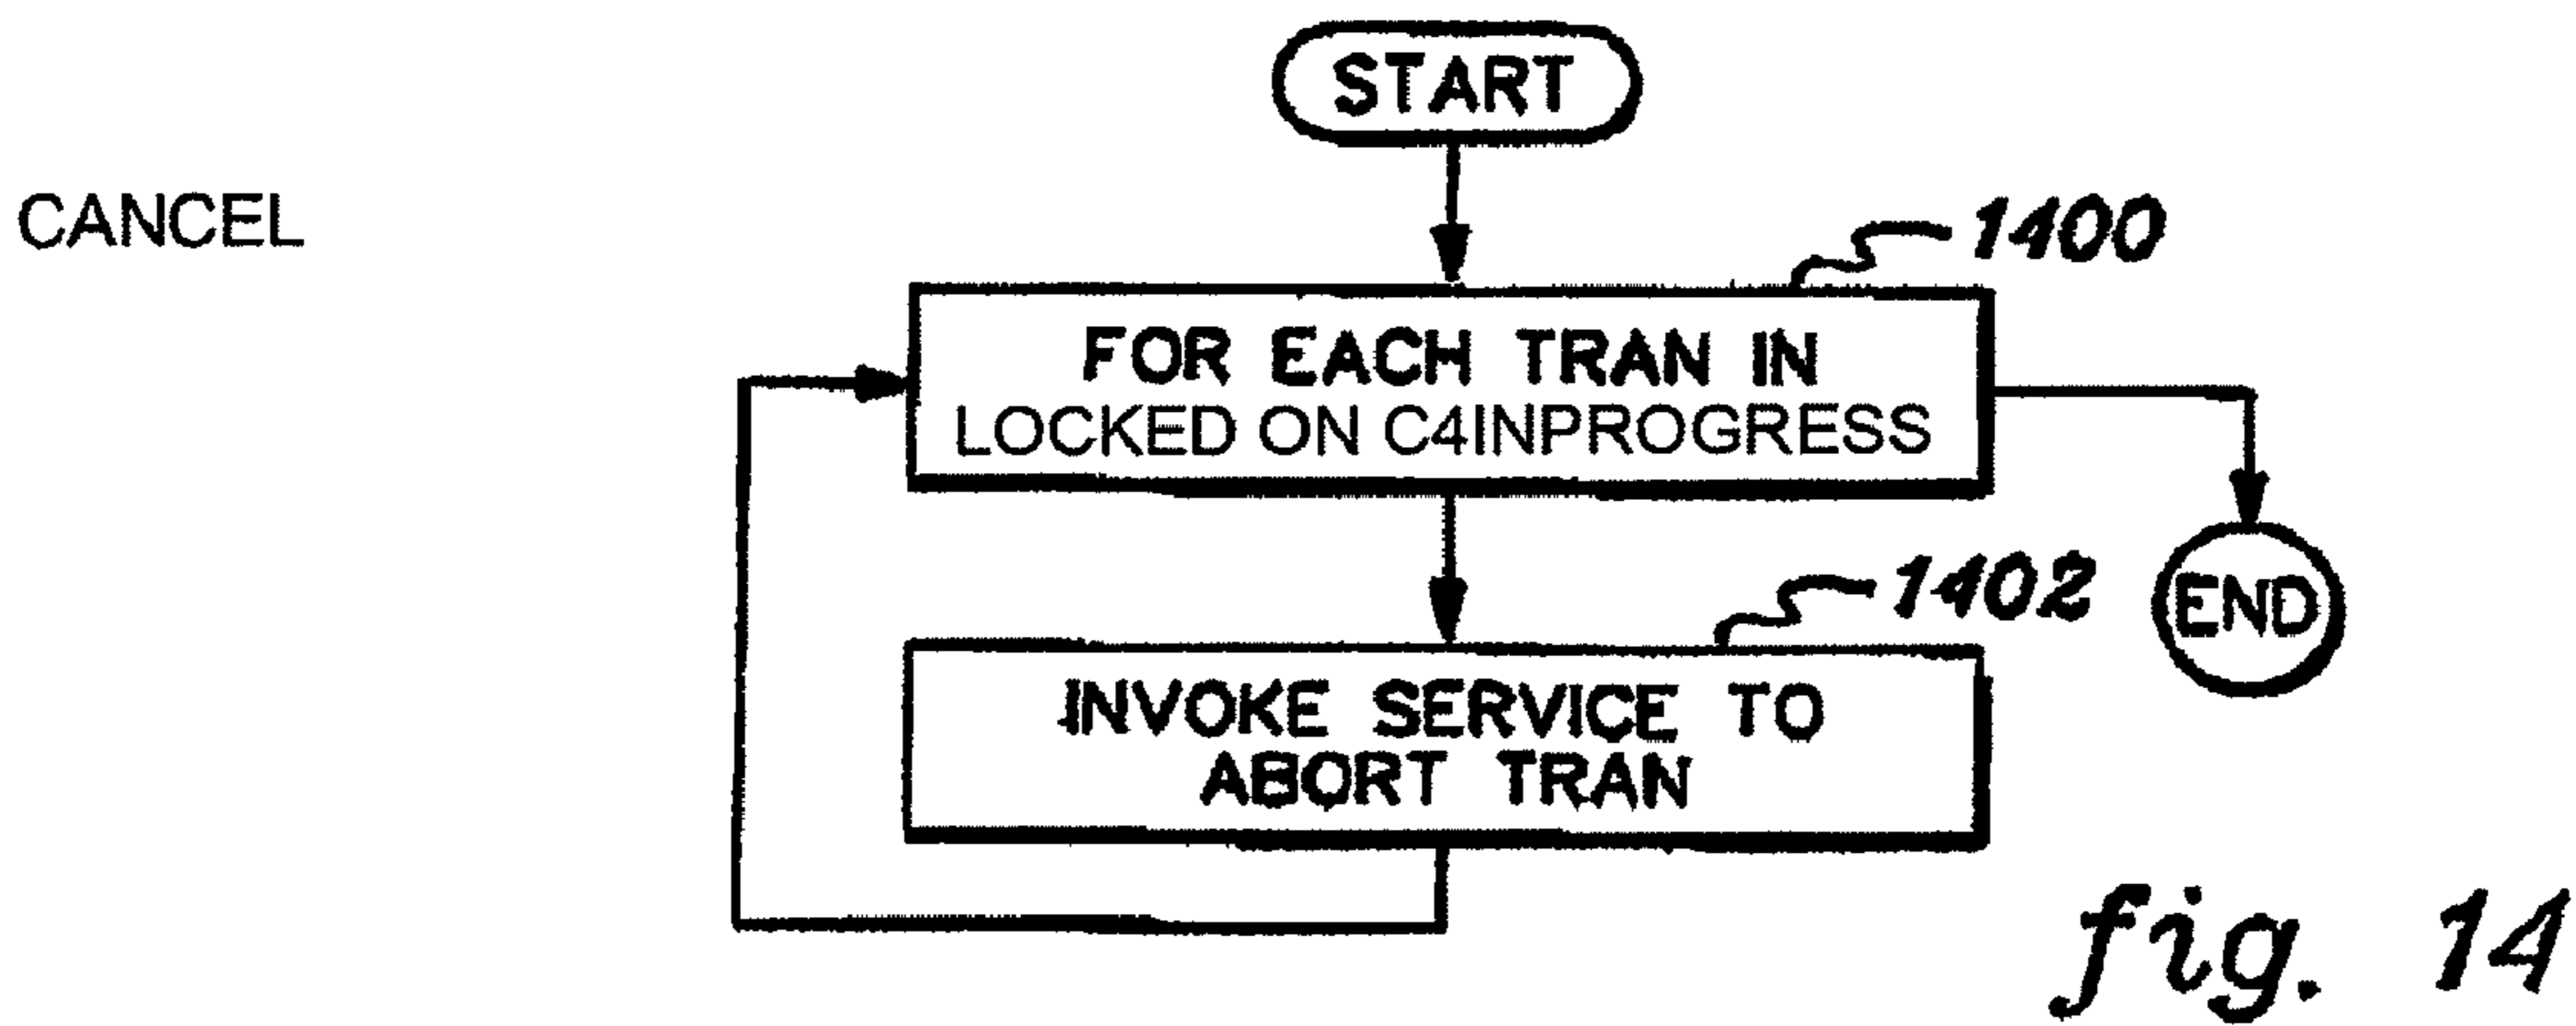 START
CANCEL
1400
FOR EACH TRAN IN
LOCKED ON C4INPROGRESS
1402
END
INVOKE SERVICE TO
ABORT TRAN
fig. 14